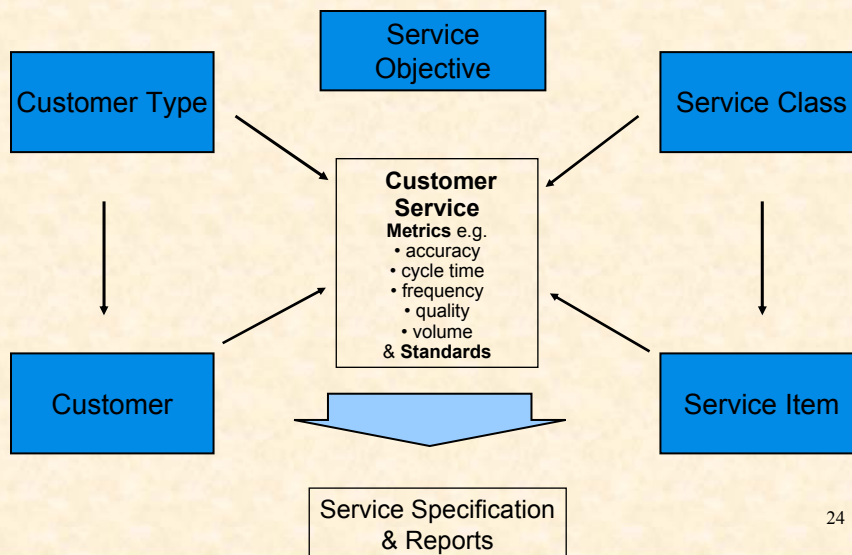 Service
Objective
Customer Type
Service Class
Customer
Service
Metrics e.g.
• accuracy
• cycle time
• frequency
• quality
• volume
& Standards
Customer
Service Item
Service Specification
& Reports
24